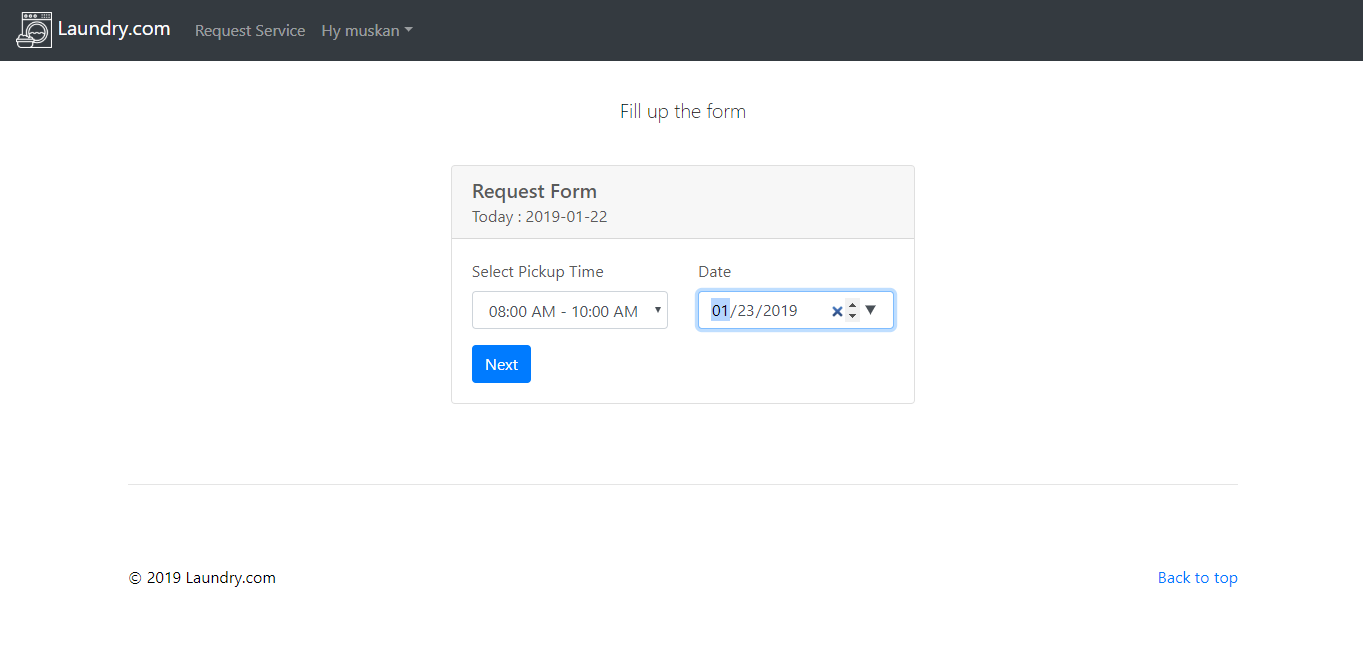 Laundry.com Request Service Hy muskan
Fill up the form
Request Form
Today : 2019-01-22
Select Pickup Time Date
08:00 AM - 10:00 AM 01/23/2019
Next
© 2019 Laundry.com Back to top